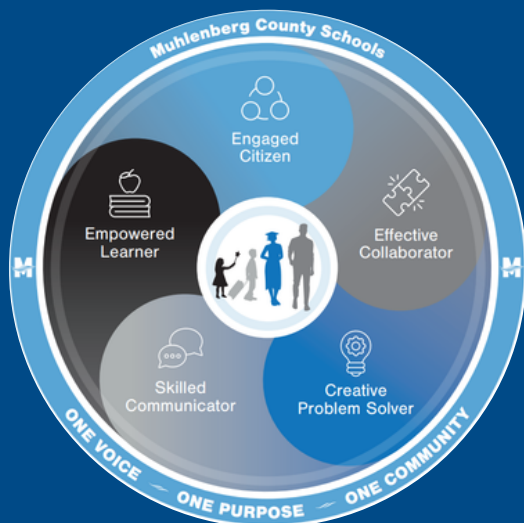 Muhlenberg County Schools
Engaged
Citizen
Empowered
Learner
Effective
Collaborator
M
M
Skilled
Communicator
Creative
Problem Solver
ONE VOICE
ONE PURPOSE
ONE COMMUNITY